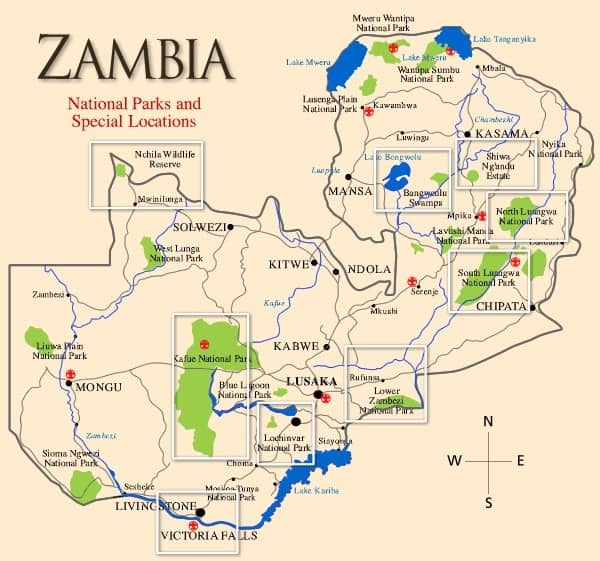 ZAMBIA
National Parks and
Special Locations
Mweru Wantipa
National Park
Lake Tanganyika
Lake Mweru
Lake Mweru
Wantipa Sumbu
National Park
Mbala
Lusenga Plain
National Park
Kawambwa
Chambeshi
Luwingu
KASAMA
Nyika
National Park
Nchila Wildlife
Reserve
Mwinilunga
Lake Bengwelu
Shiwa
Ng'andu
Estate
Luapula
MANSA
Bangweulu
Swamps
Mpika
North Luangwa
National Park
SOLWEZI
Lavushi Manda
National Park
West Lunga
National Park
KITWE
NDOLA
South Luangwa
National Park
Serenje
CHIPATA
Zambezi
Kafue
Mkushi
Liuwa Plain
National Park
Kafue National Park
KABWE
MONGU
Blue Lagoon
National Park
LUSAKA
Rufunsa
Lower
Zambezi
National Park
Zambezi
Lochinvar
National Park
Siavonga
N
W
E
S
Sioma Ngwezi
National Park
Choma
Sesheke
Mosi-oa-Tunya
National Park
Lake Kariba
LIVINGSTONE
VICTORIA FALLS